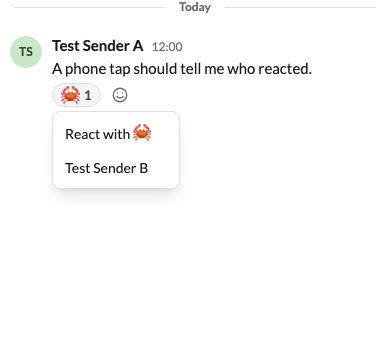 Today
TS
Test Sender A 12:00
A phone tap should tell me who reacted.
🦀 1
React with 🦀
Test Sender B